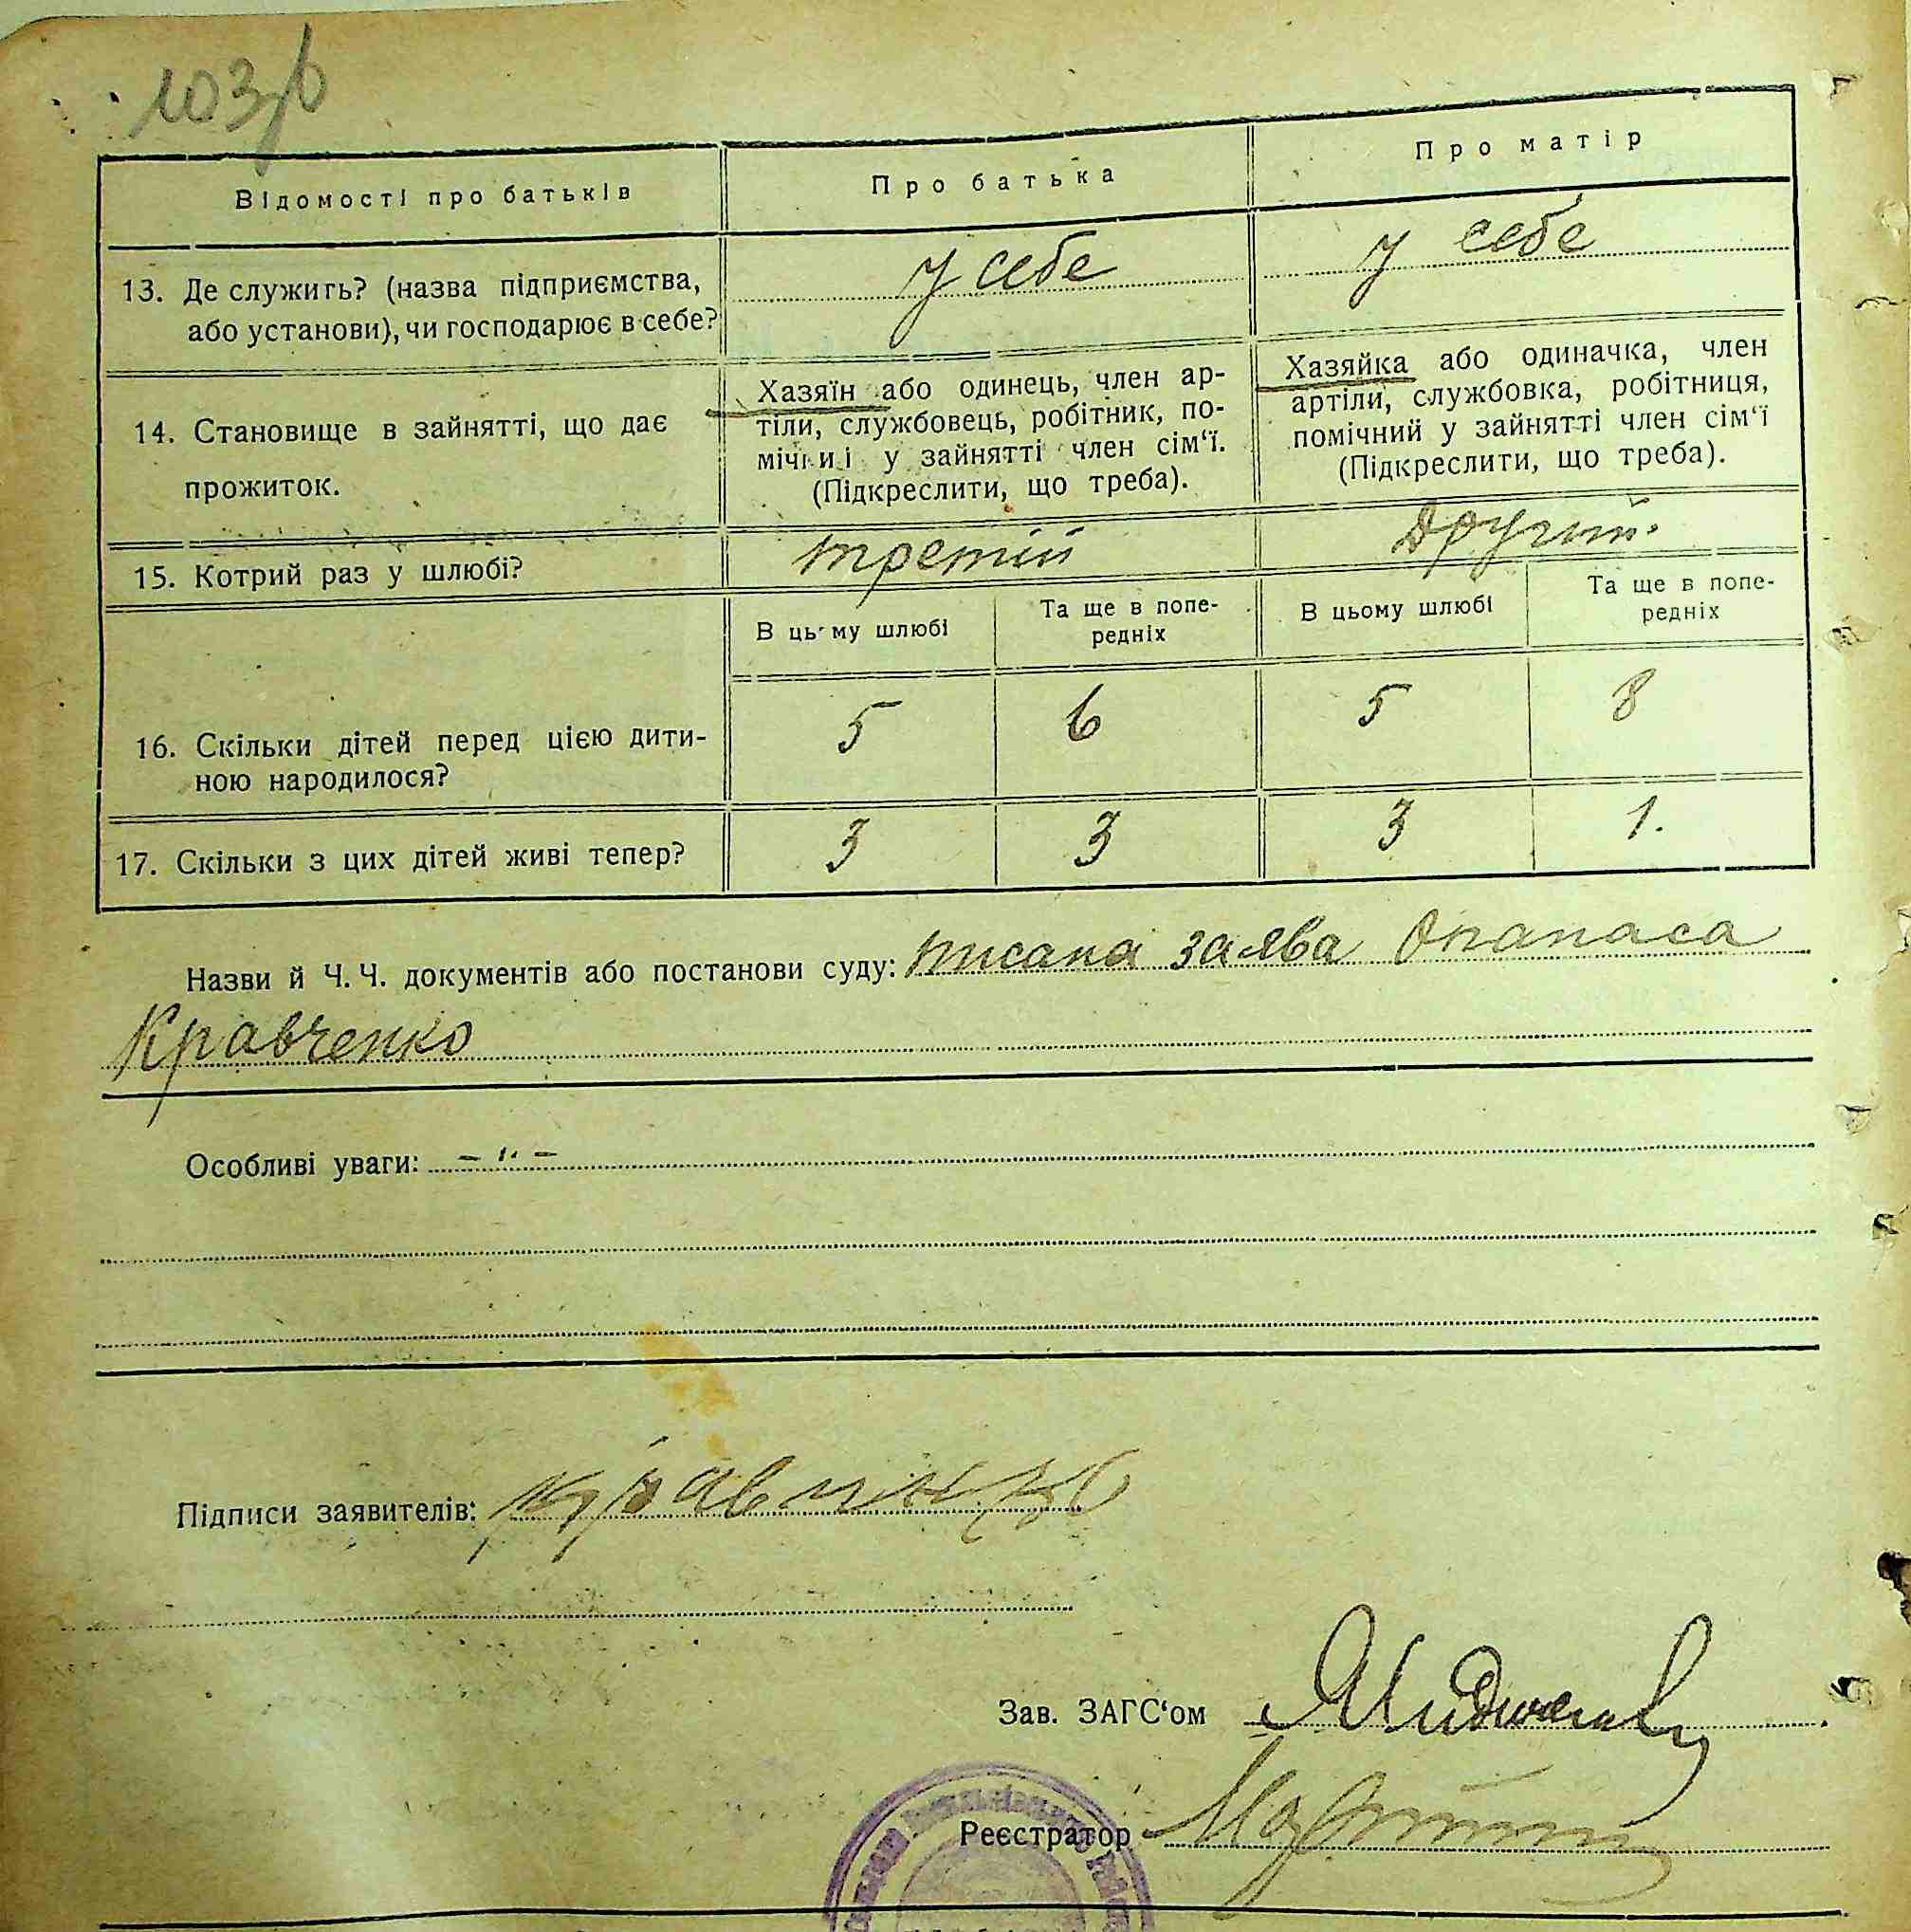 103/в
Відомості про батьків
Про батька
Про матір
13. Де служить? (назва підприємства,
або установи), чи господарює в себе?
у себе
у себе
14. Становище в зайнятті, що дає
прожиток.
Хазяїн або одинець, член ар-
тіли, службовець, робітник, по-
мічний у зайнятті член сім‘ї.
(Підкреслити, що треба).
Хазяйка або одиначка, член
артіли, службовка, робітниця,
помічний у зайнятті член сім‘ї
(Підкреслити, що треба).
15. Котрий раз у шлюбі?
третій
Другий.
В цьому шлюбі
Та ще в попе-
редніх
В цьому шлюбі
Та ще в попе-
редніх
16. Скільки дітей перед цією дити-
ною народилося?
5
6
5
8
17. Скільки з цих дітей живі тепер?
3
3
3
1.
Назви й Ч. Ч. документів або постанови суду: писана заява Опанаса
Кравченко
Особливі уваги: - " -
Підписи заявителів:
Зав. ЗАГС‘ом
Реєстратор